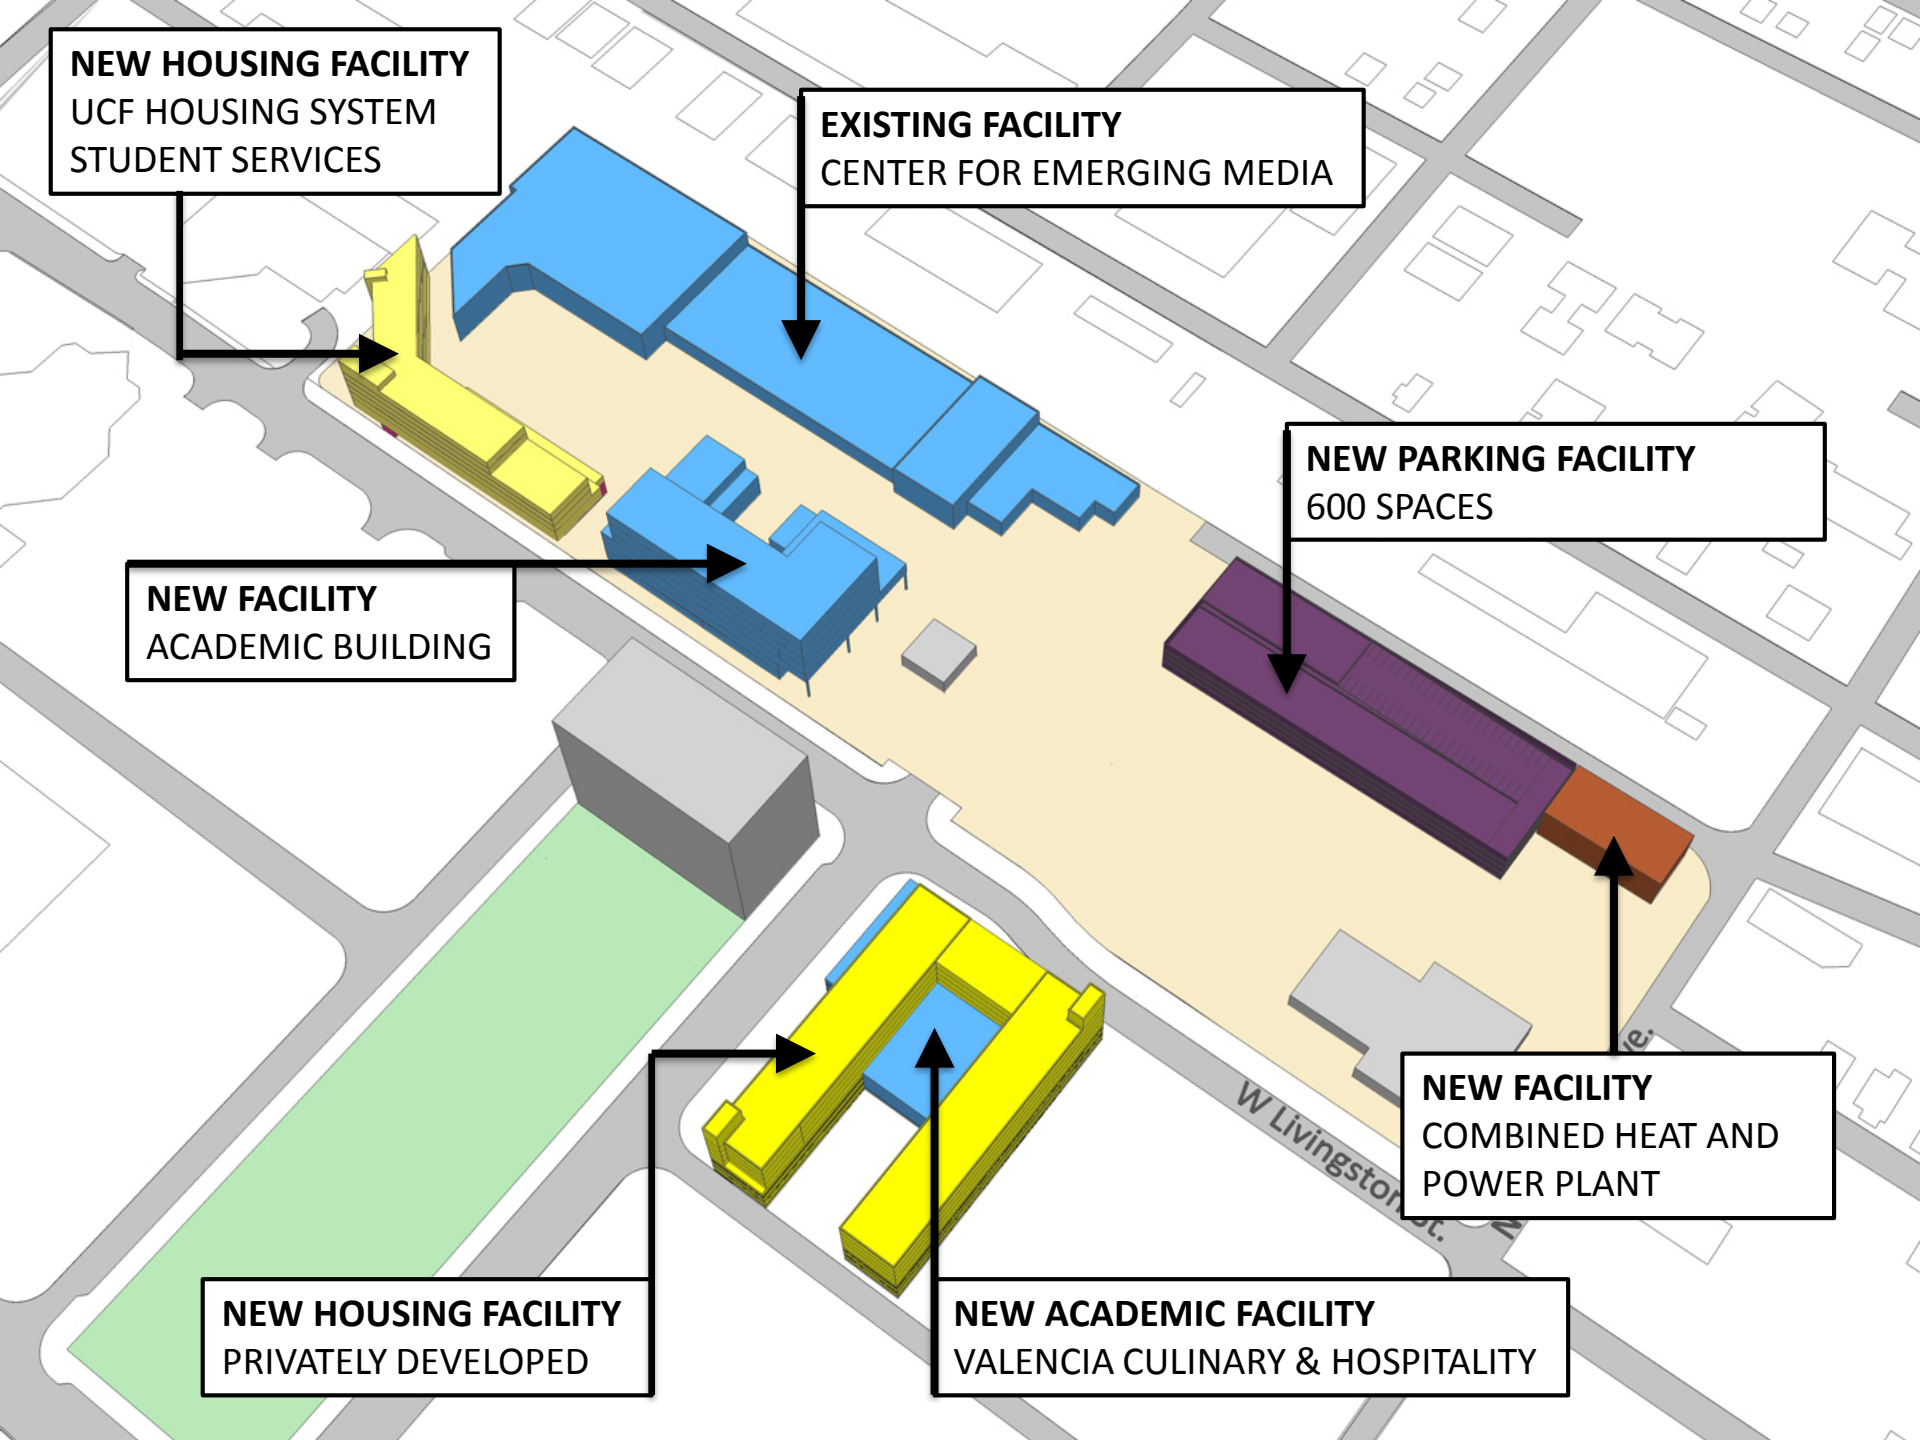 NEW HOUSING FACILITY
UCF HOUSING SYSTEM
STUDENT SERVICES
EXISTING FACILITY
CENTER FOR EMERGING MEDIA
NEW PARKING FACILITY
600 SPACES
NEW FACILITY
ACADEMIC BUILDING
NEW FACILITY
COMBINED HEAT AND
POWER PLANT
W Livingston St.
NEW HOUSING FACILITY
PRIVATELY DEVELOPED
NEW ACADEMIC FACILITY
VALENCIA CULINARY & HOSPITALITY